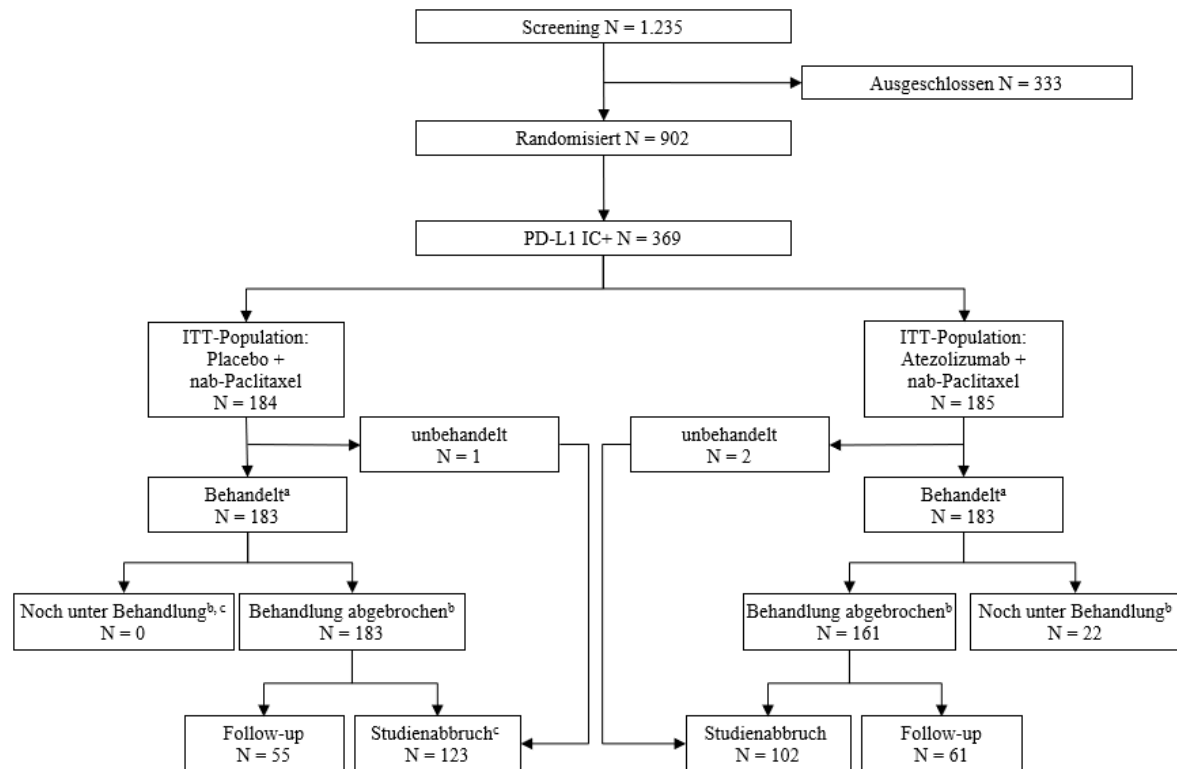 Screening N = 1.235
Ausgeschlossen N = 333
Randomisiert N = 902
PD-L1 IC+ N = 369
ITT-Population:
Placebo +
nab-Paclitaxel
N = 184
ITT-Population:
Atezolizumab +
nab-Paclitaxel
N = 185
unbehandelt
N = 1
unbehandelt
N = 2
Behandeltᵃ
N = 183
Behandeltᵃ
N = 183
Noch unter Behandlungᵇ, ᶜ
N = 0
Behandlung abgebrochenᵇ
N = 183
Behandlung abgebrochenᵇ
N = 161
Noch unter Behandlungᵇ
N = 22
Follow-up
N = 55
Studienabbruchᶜ
N = 123
Studienabbruch
N = 102
Follow-up
N = 61